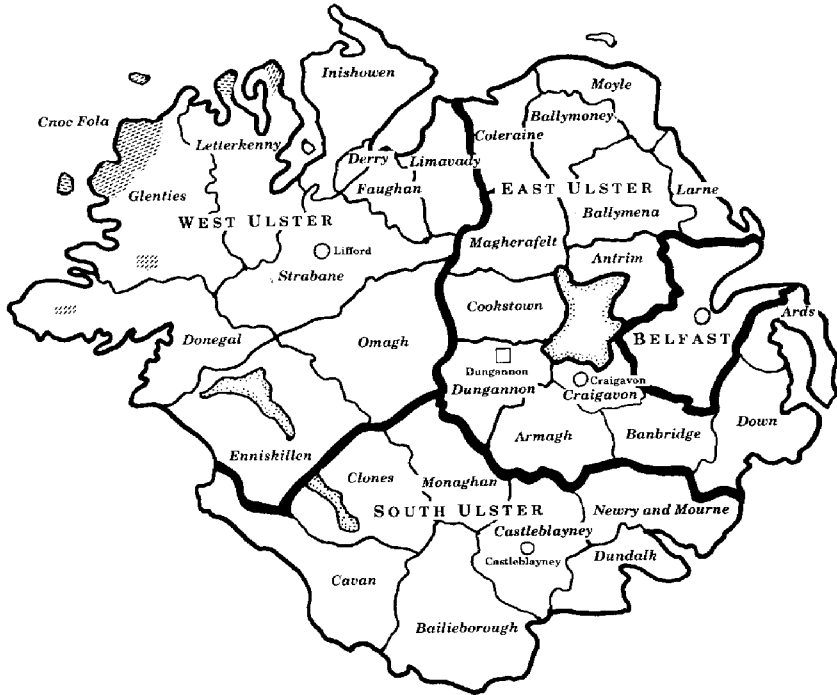 Inishowen
Moyle
Cnoc Fola
Ballymoney
Coleraine
Letterkenny
Derry
Limavady
Faughan
Glenties
EAST ULSTER
Larne
WEST ULSTER
Ballymena
Magherafelt
Lifford
Antrim
Strabane
Cookstown
Ards
Donegal
Omagh
BELFAST
Dungannon
Craigavon
Dungannon
Craigavon
Down
Armagh
Banbridge
Enniskillen
Clones
Monaghan
SOUTH ULSTER
Newry and Mourne
Castleblayney
Castleblayney
Dundalk
Cavan
Bailieborough